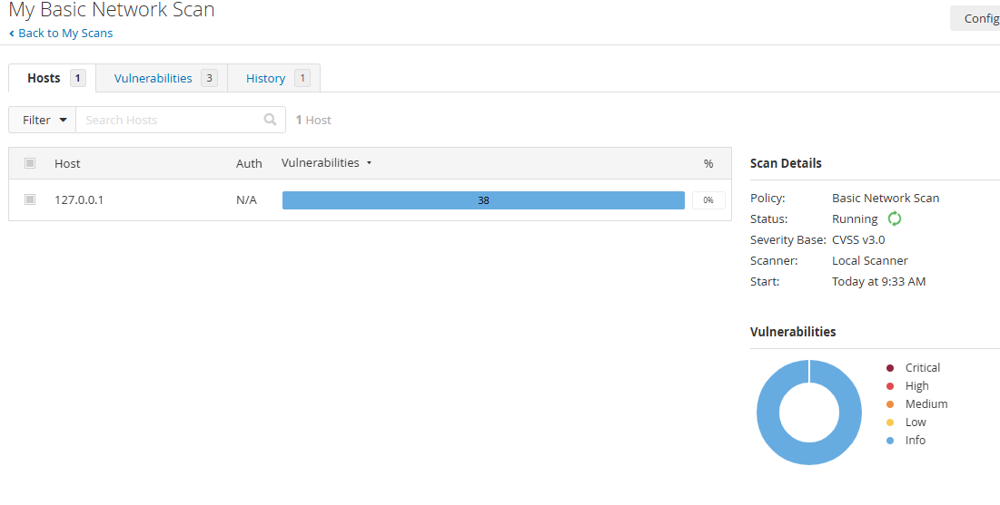 My Basic Network Scan
Config
‹ Back to My Scans
Hosts 1 Vulnerabilities 3 History 1
Filter Search Hosts 1 Host
Host Auth Vulnerabilities %
127.0.0.1 N/A 38 0%
Scan Details
Policy: Basic Network Scan
Status: Running
Severity Base: CVSS v3.0
Scanner: Local Scanner
Start: Today at 9:33 AM
Vulnerabilities
Critical
High
Medium
Low
Info